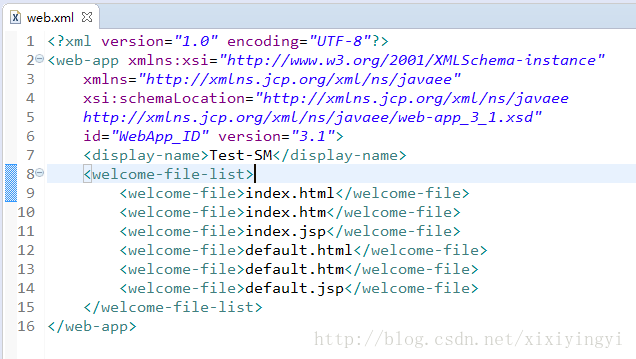 web.xml
1 <?xml version="1.0" encoding="UTF-8"?>
2 <web-app xmlns:xsi="http://www.w3.org/2001/XMLSchema-instance"
3 xmlns="http://xmlns.jcp.org/xml/ns/javaee"
4 xsi:schemaLocation="http://xmlns.jcp.org/xml/ns/javaee
5 http://xmlns.jcp.org/xml/ns/javaee/web-app_3_1.xsd"
6 id="WebApp_ID" version="3.1">
7 <display-name>Test-SM</display-name>
8 <welcome-file-list>
9 <welcome-file>index.html</welcome-file>
10 <welcome-file>index.htm</welcome-file>
11 <welcome-file>index.jsp</welcome-file>
12 <welcome-file>default.html</welcome-file>
13 <welcome-file>default.htm</welcome-file>
14 <welcome-file>default.jsp</welcome-file>
15 </welcome-file-list>
16 </web-app>
http://blog.csdn.net/xixiyingyi